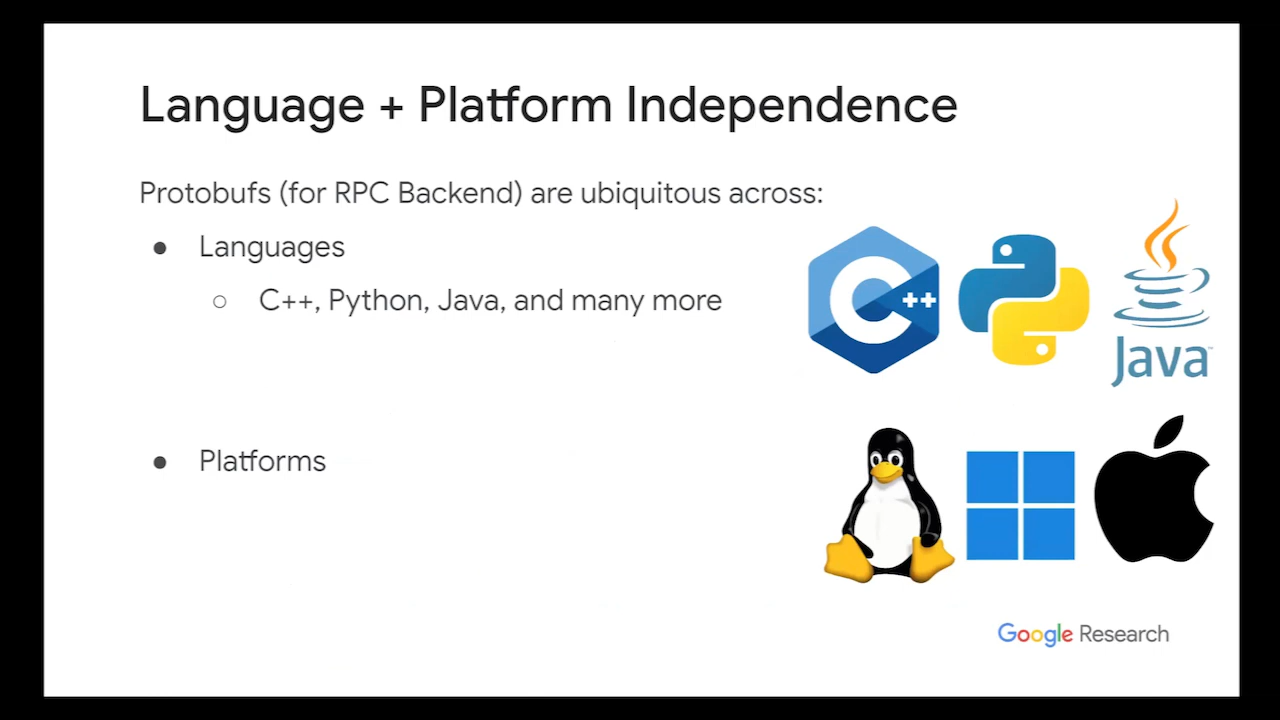 Language + Platform Independence
Protobufs (for RPC Backend) are ubiquitous across:
● Languages
○ C++, Python, Java, and many more
C++
Java™
● Platforms
Google Research